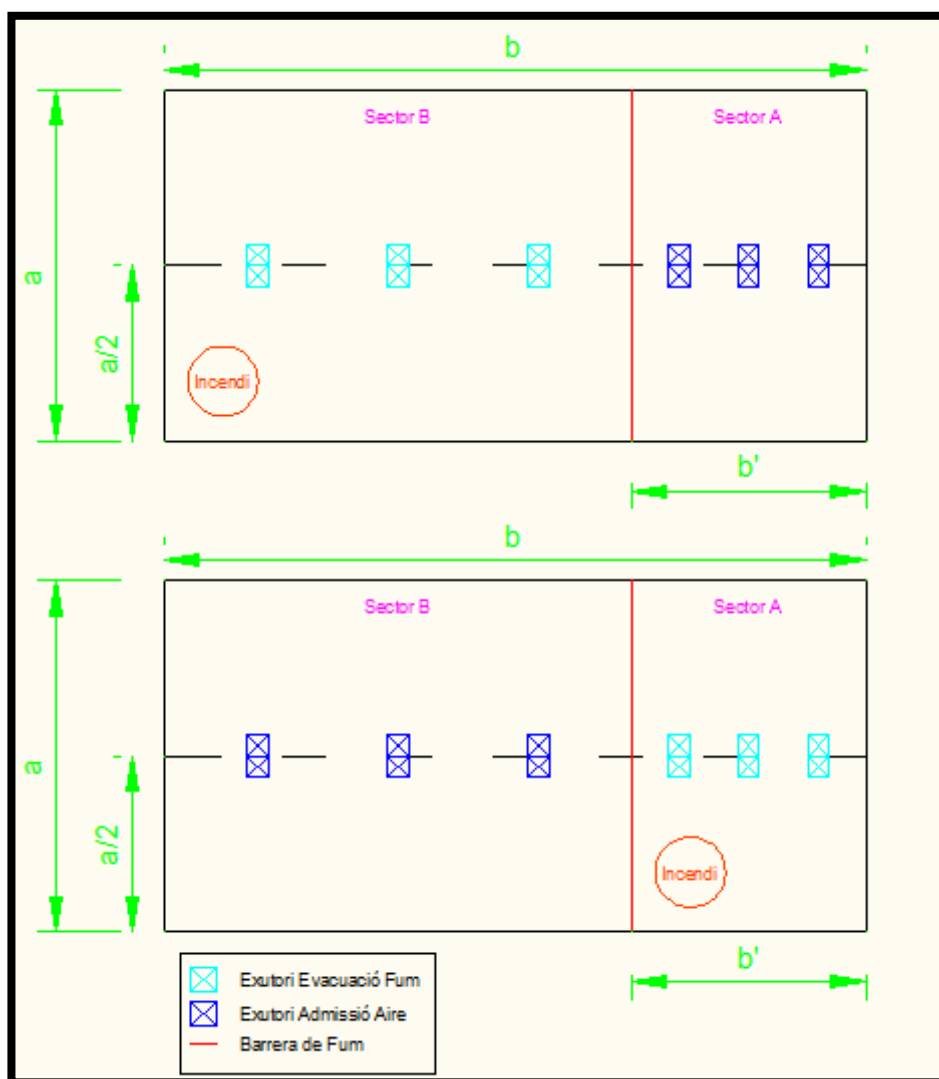 b
Sector B
Sector A
a
a/2
Incendi
b'
b
Sector B
Sector A
a
a/2
Incendi
b'
Exutori Evacuació Fum
Exutori Admissió Aire
Barrera de Fum